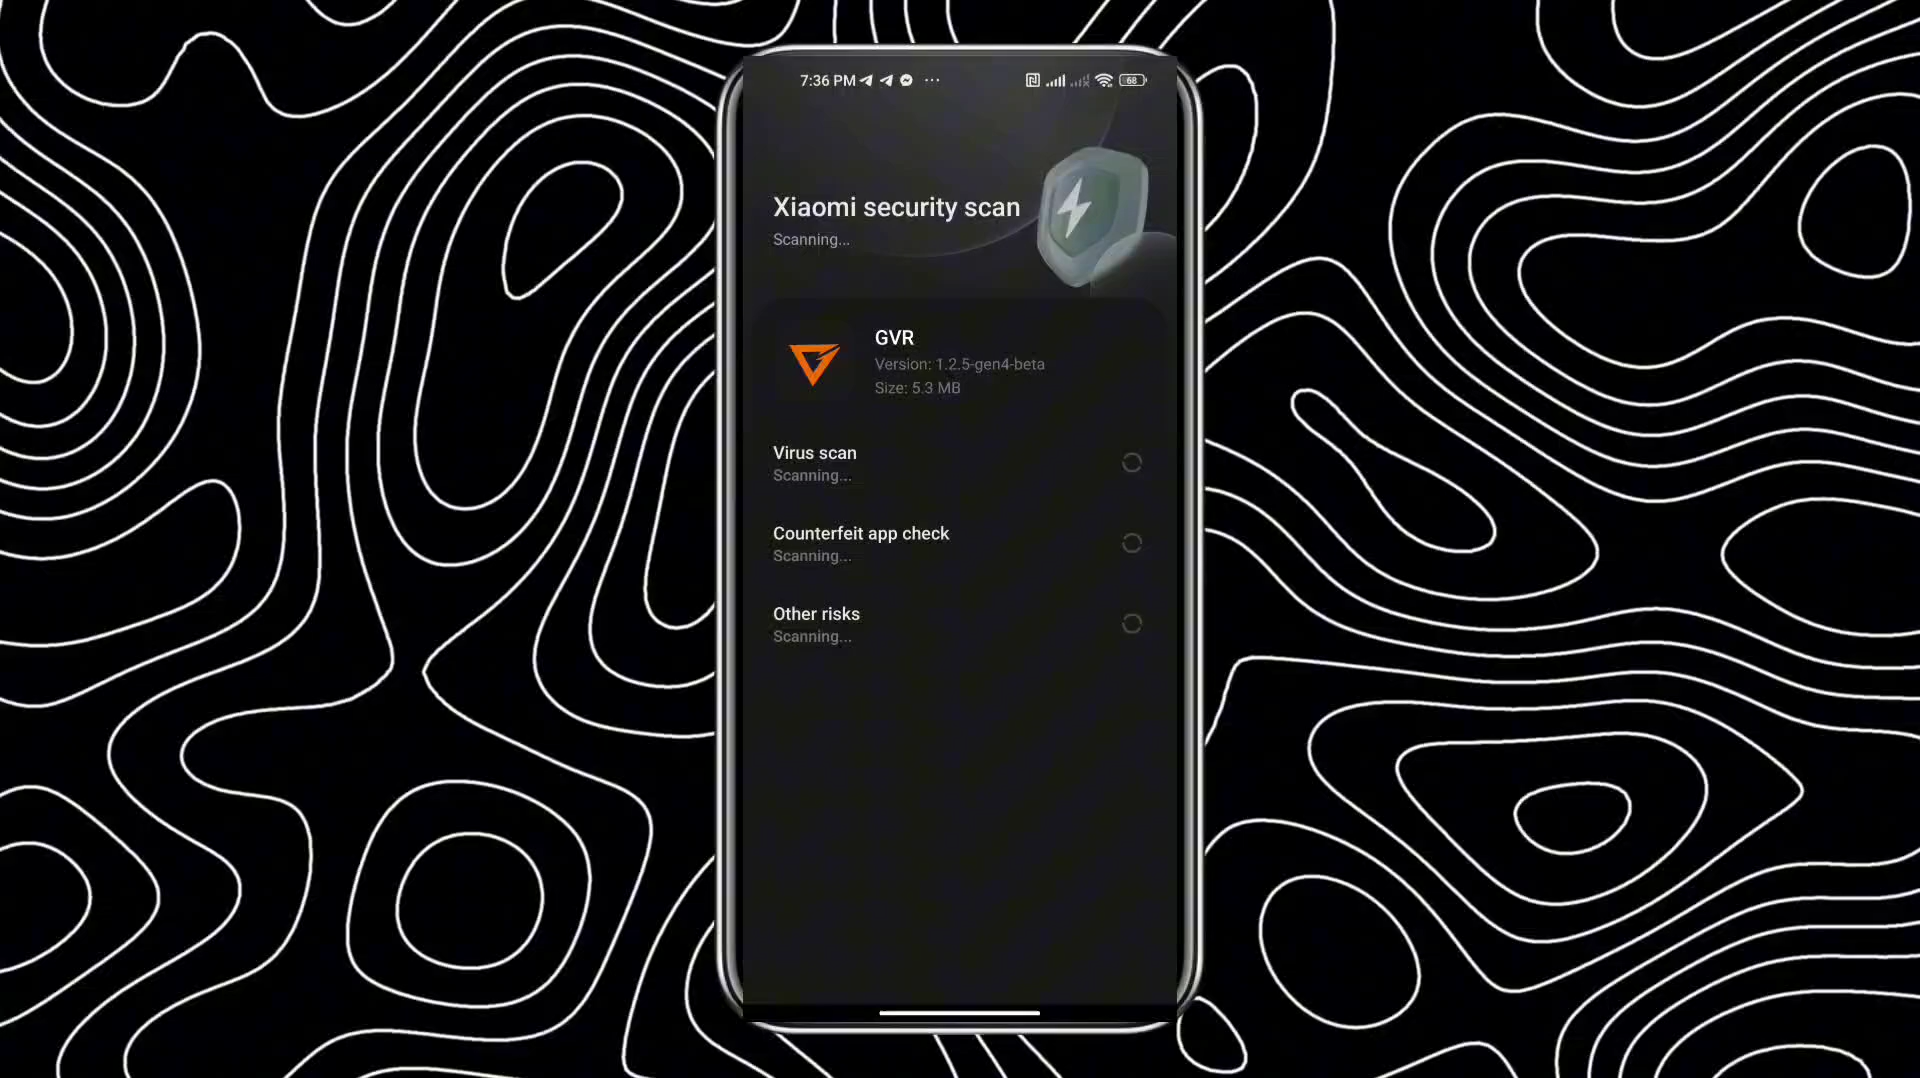 7:36 PM
68
Xiaomi security scan
Scanning...
GVR
Version: 1.2.5-gen4-beta
Size: 5.3 MB
Virus scan
Scanning...
Counterfeit app check
Scanning...
Other risks
Scanning...